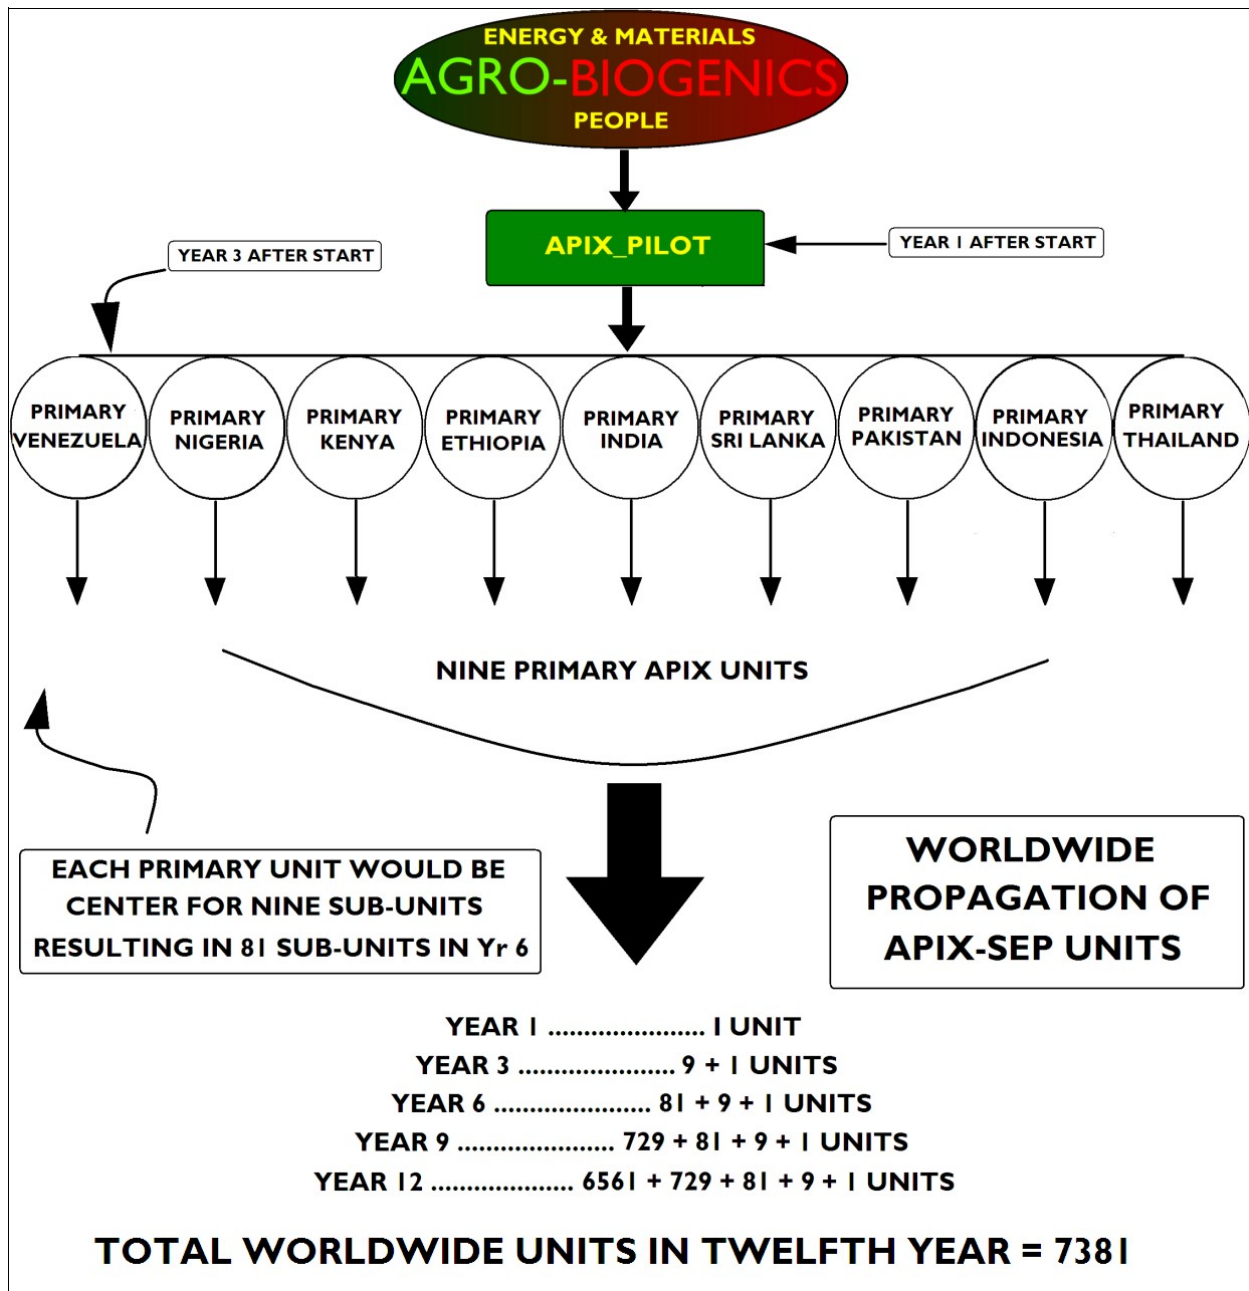 ENERGY & MATERIALS
AGRO-BIOGENICS
PEOPLE
APIX_PILOT
YEAR 3 AFTER START
YEAR 1 AFTER START
PRIMARY
VENEZUELA
PRIMARY
NIGERIA
PRIMARY
KENYA
PRIMARY
ETHIOPIA
PRIMARY
INDIA
PRIMARY
SRI LANKA
PRIMARY
PAKISTAN
PRIMARY
INDONESIA
PRIMARY
THAILAND
NINE PRIMARY APIX UNITS
EACH PRIMARY UNIT WOULD BE
CENTER FOR NINE SUB-UNITS
RESULTING IN 81 SUB-UNITS IN Yr 6
WORLDWIDE
PROPAGATION OF
APIX-SEP UNITS
YEAR 1 ...................... 1 UNIT
YEAR 3 ...................... 9 + 1 UNITS
YEAR 6 ...................... 81 + 9 + 1 UNITS
YEAR 9 ...................... 729 + 81 + 9 + 1 UNITS
YEAR 12 .................... 6561 + 729 + 81 + 9 + 1 UNITS
TOTAL WORLDWIDE UNITS IN TWELFTH YEAR = 7381